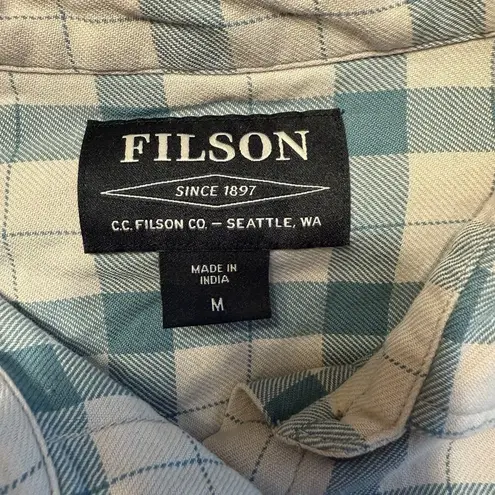 FILSON
SINCE 1897
C.C. FILSON CO. – SEATTLE, WA
MADE IN
INDIA
M